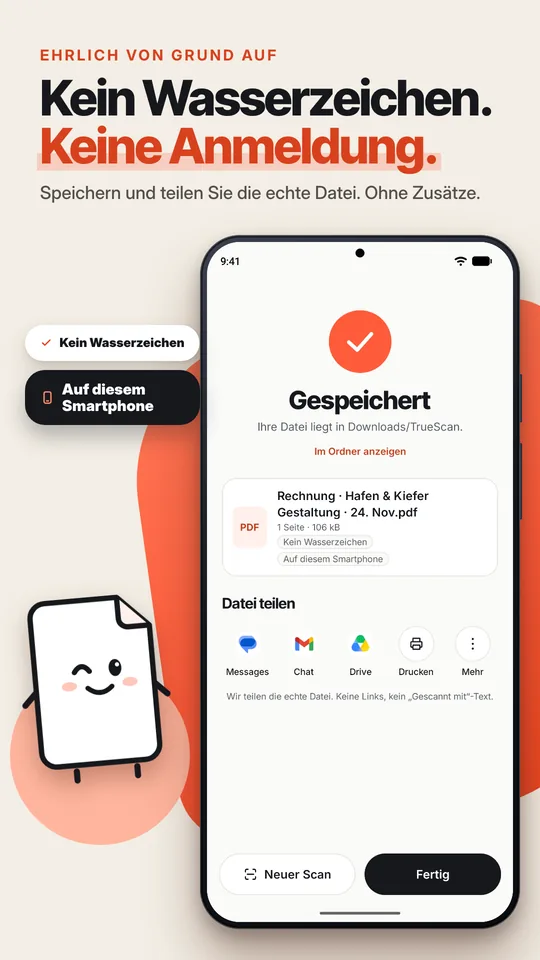 EHRLICH VON GRUND AUF
Kein Wasserzeichen.
Keine Anmeldung.
Speichern und teilen Sie die echte Datei. Ohne Zusätze.
9:41
Kein Wasserzeichen
Auf diesem
Smartphone
Gespeichert
Ihre Datei liegt in Downloads/TrueScan.
Im Ordner anzeigen
PDF
Rechnung · Hafen & Kiefer
Gestaltung · 24. Nov.pdf
1 Seite · 106 kB
Kein Wasserzeichen
Auf diesem Smartphone
Datei teilen
Messages
Chat
Drive
Drucken
Mehr
Wir teilen die echte Datei. Keine Links, kein „Gescannt mit“-Text.
Neuer Scan
Fertig